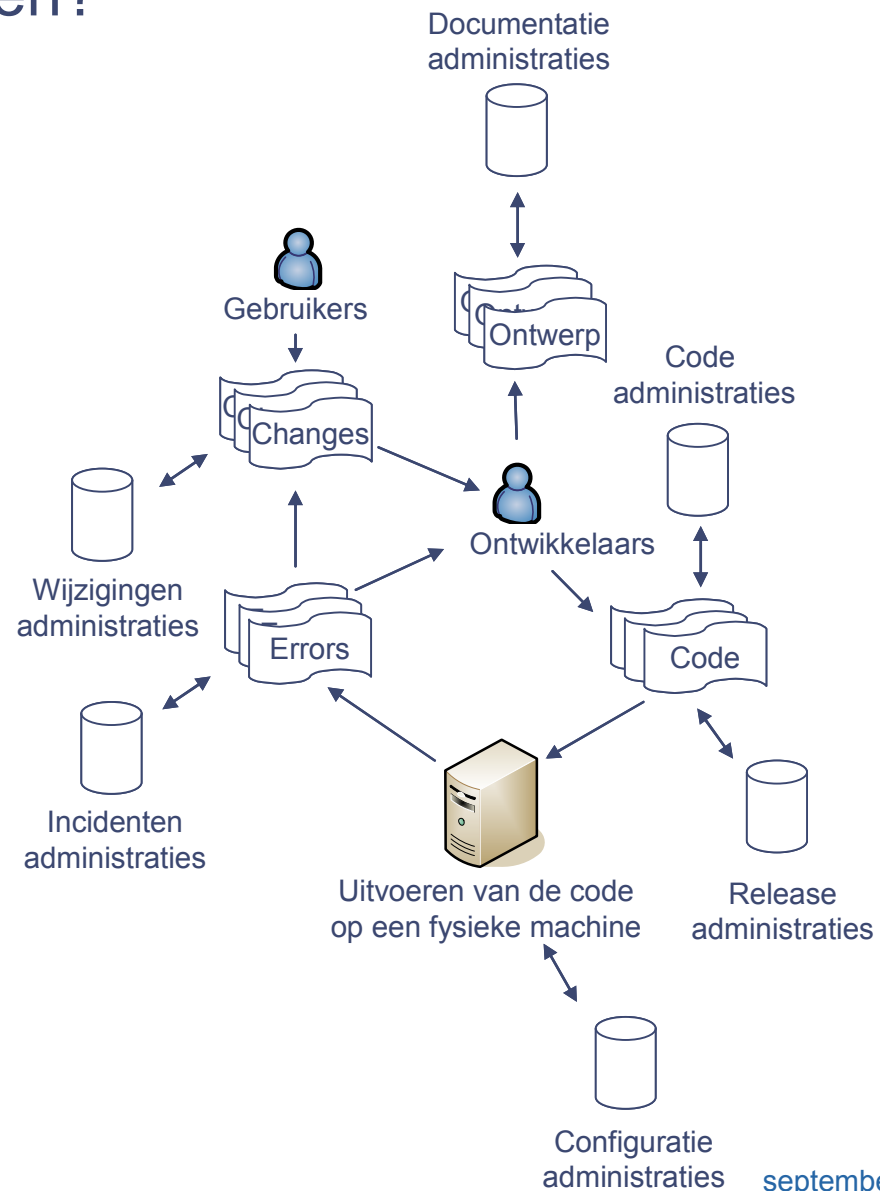 Documentatie
administraties
Gebruikers
Ontwerp
Code
administraties
Changes
Ontwikkelaars
Wijzigingen
administraties
Errors
Code
Incidenten
administraties
Uitvoeren van de code
op een fysieke machine
Release
administraties
Configuratie
administraties